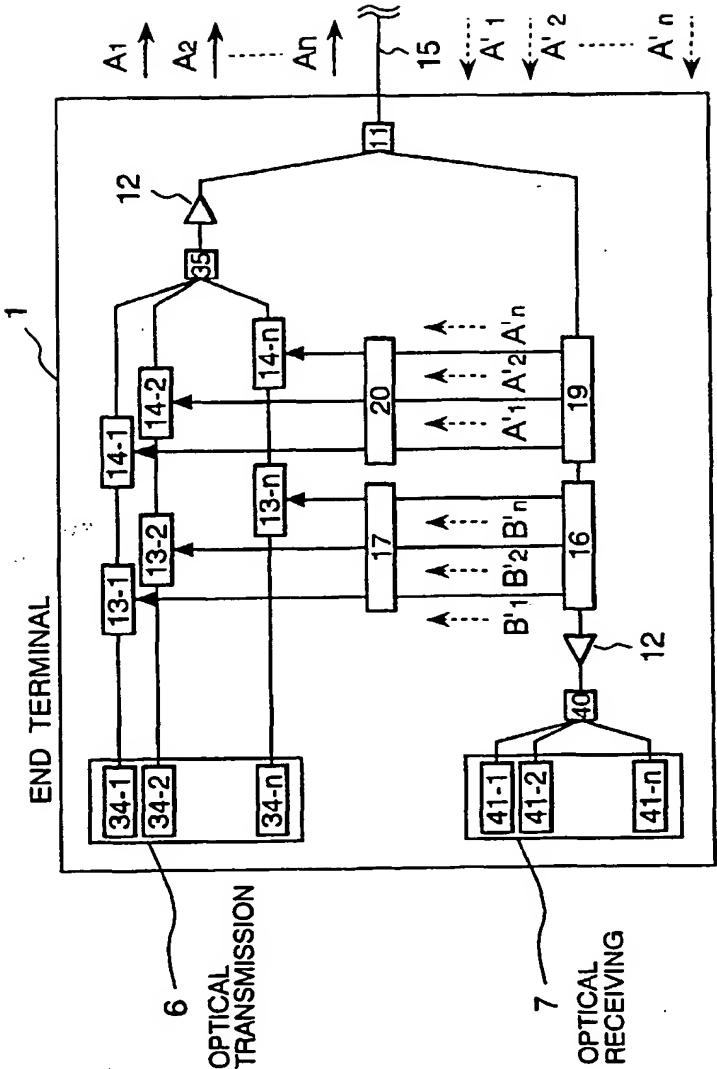 END TERMINAL
1
A1
A2
An
15
A'1
A'2
A'n
11
12
35
34-1
34-2
34-n
13-1
13-2
13-n
14-1
14-2
14-n
6
OPTICAL
TRANSMISSION
17
20
B'1 B'2 B'n
A'1 A'2 A'n
16
19
12
40
41-1
41-2
41-n
7
OPTICAL
RECEIVING